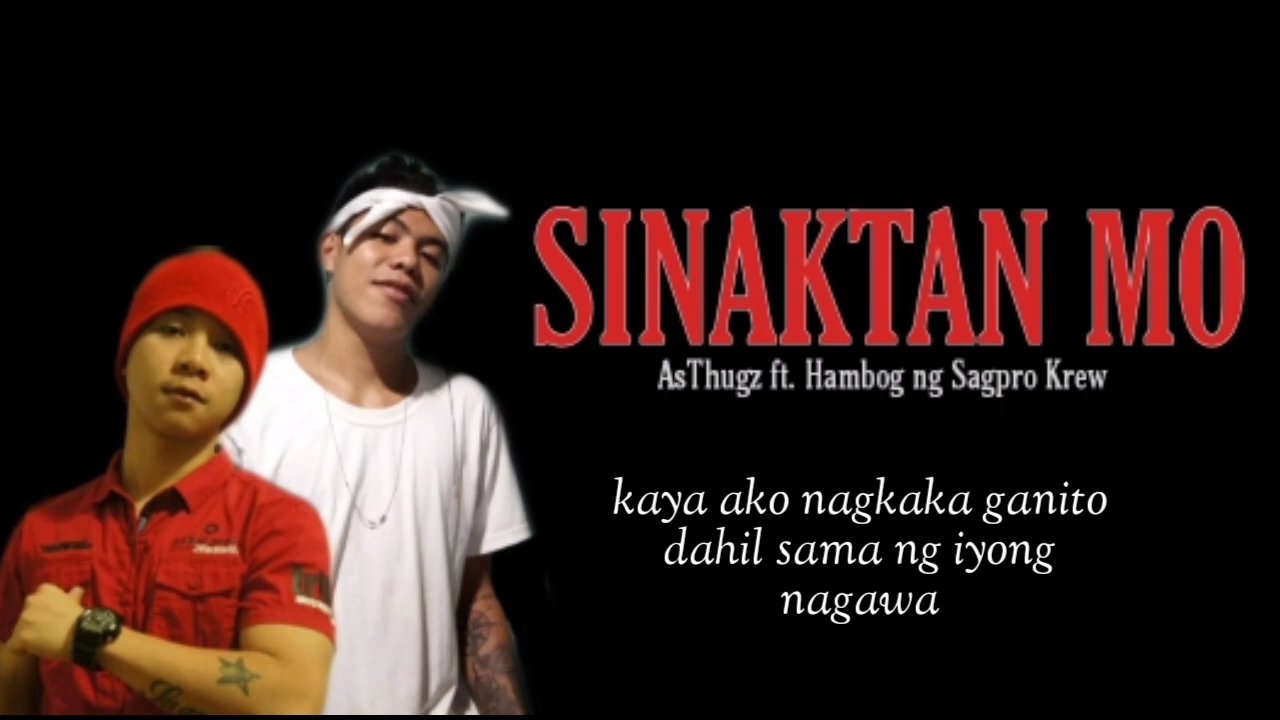 SINAKTAN MO
AsThugz ft. Hambog ng Sagpro Krew
kaya ako nagkaka ganito
dahil sama ng iyong
nagawa